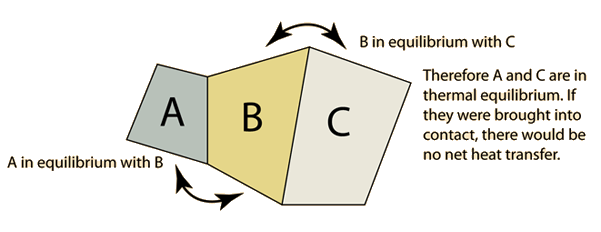 B in equilibrium with C
Therefore A and C are in
thermal equilibrium. If
they were brought into
contact, there would be
no net heat transfer.
A
B
C
A in equilibrium with B